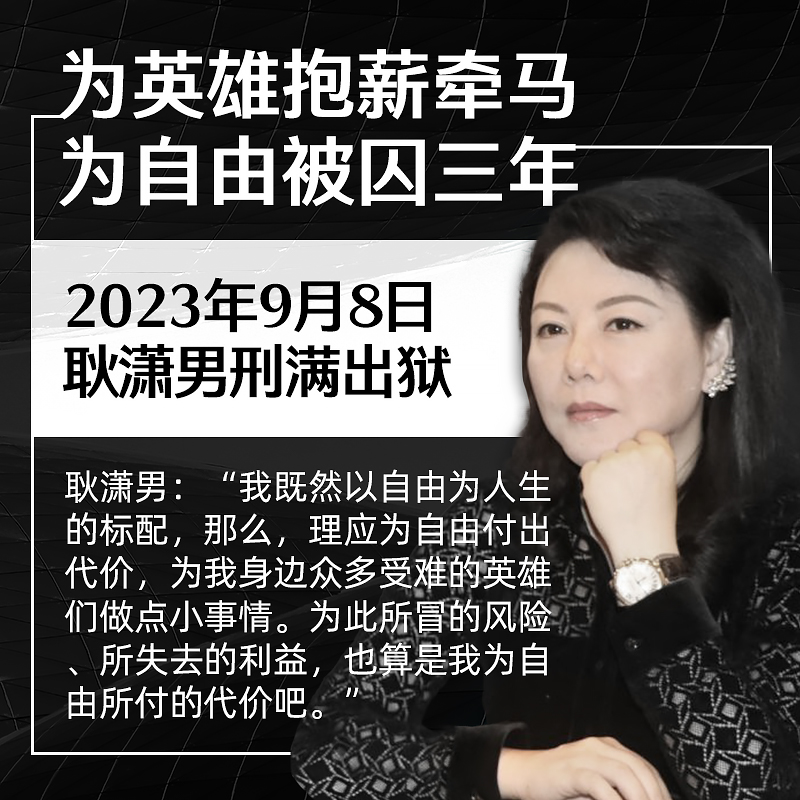 为英雄抱薪牵马
为自由被囚三年
2023年9月8日
耿潇男刑满出狱
耿潇男：“我既然以自由为人生
的标配，那么，理应为自由付出
代价，为我身边众多受难的英雄
们做点小事情。为此所冒的风险
、所失去的利益，也算是我为自
由所付的代价吧。”